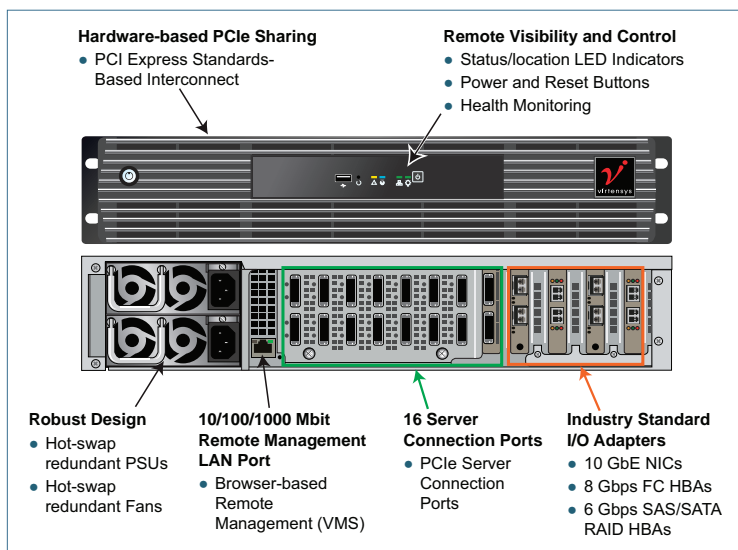 Hardware-based PCIe Sharing
• PCI Express Standards-
Based Interconnect
Remote Visibility and Control
• Status/location LED Indicators
• Power and Reset Buttons
• Health Monitoring
virtensys
Robust Design
• Hot-swap
redundant PSUs
• Hot-swap
redundant Fans
10/100/1000 Mbit
Remote Management
LAN Port
• Browser-based
Remote
Management (VMS)
16 Server
Connection Ports
• PCIe Server
Connection
Ports
Industry Standard
I/O Adapters
• 10 GbE NICs
• 8 Gbps FC HBAs
• 6 Gbps SAS/SATA
RAID HBAs